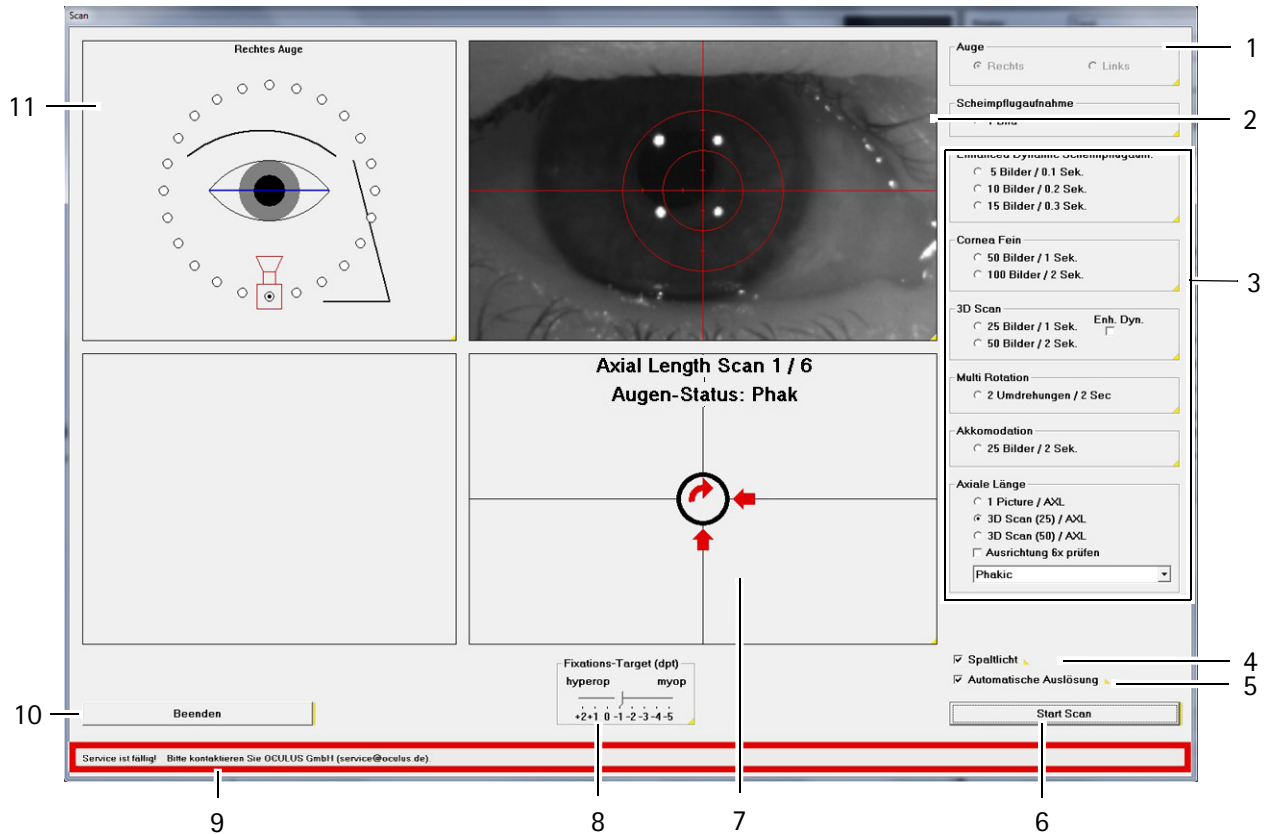 Scan
Rechtes Auge
Auge
Rechts Links
Scheimpflugaufnahme
1 Bild
Enhanced Dynamic Scheimpflugaufn.
5 Bilder / 0.1 Sek.
10 Bilder / 0.2 Sek.
15 Bilder / 0.3 Sek.
Cornea Fein
50 Bilder / 1 Sek.
100 Bilder / 2 Sek.
3D Scan
25 Bilder / 1 Sek. Enh. Dyn.
50 Bilder / 2 Sek.
Multi Rotation
2 Umdrehungen / 2 Sec
Akkomodation
25 Bilder / 2 Sek.
Axiale Länge
1 Picture / AXL
3D Scan (25) / AXL
3D Scan (50) / AXL
Ausrichtung 6x prüfen
Phakic
Axial Length Scan 1 / 6
Augen-Status: Phak
Spaltlicht
Automatische Auslösung
Fixations-Target (dpt)
hyperop myop
+2+1 0 -1 -2 -3 -4 -5
Beenden
Start Scan
Service ist fällig! Bitte kontaktieren Sie OCULUS GmbH (service@oculus.de).
1
2
3
4
5
6
7
8
9
10
11